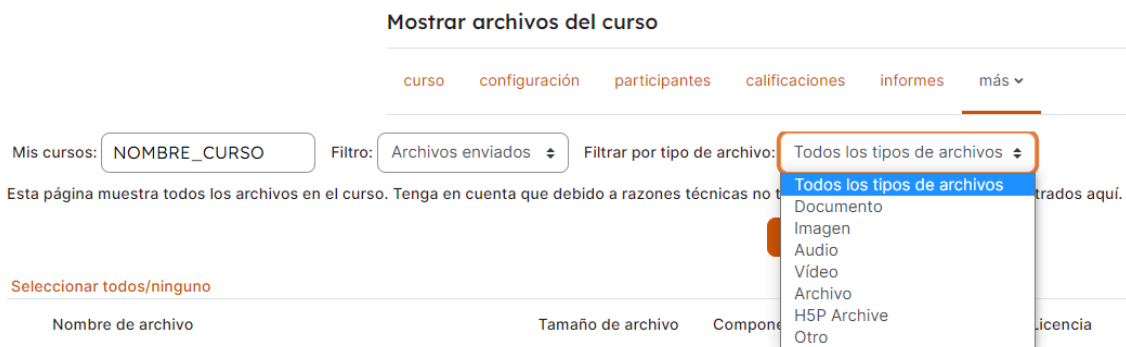 Mostrar archivos del curso
curso configuración participantes calificaciones informes más
Mis cursos: NOMBRE_CURSO Filtro: Archivos enviados Filtrar por tipo de archivo: Todos los tipos de archivos
Todos los tipos de archivos
Esta página muestra todos los archivos en el curso. Tenga en cuenta que debido a razones técnicas no trados aquí.
Documento
Imagen
Audio
Vídeo
Seleccionar todos/ninguno
Archivo
H5P Archive
Nombre de archivo Tamaño de archivo Compone Licencia
Otro